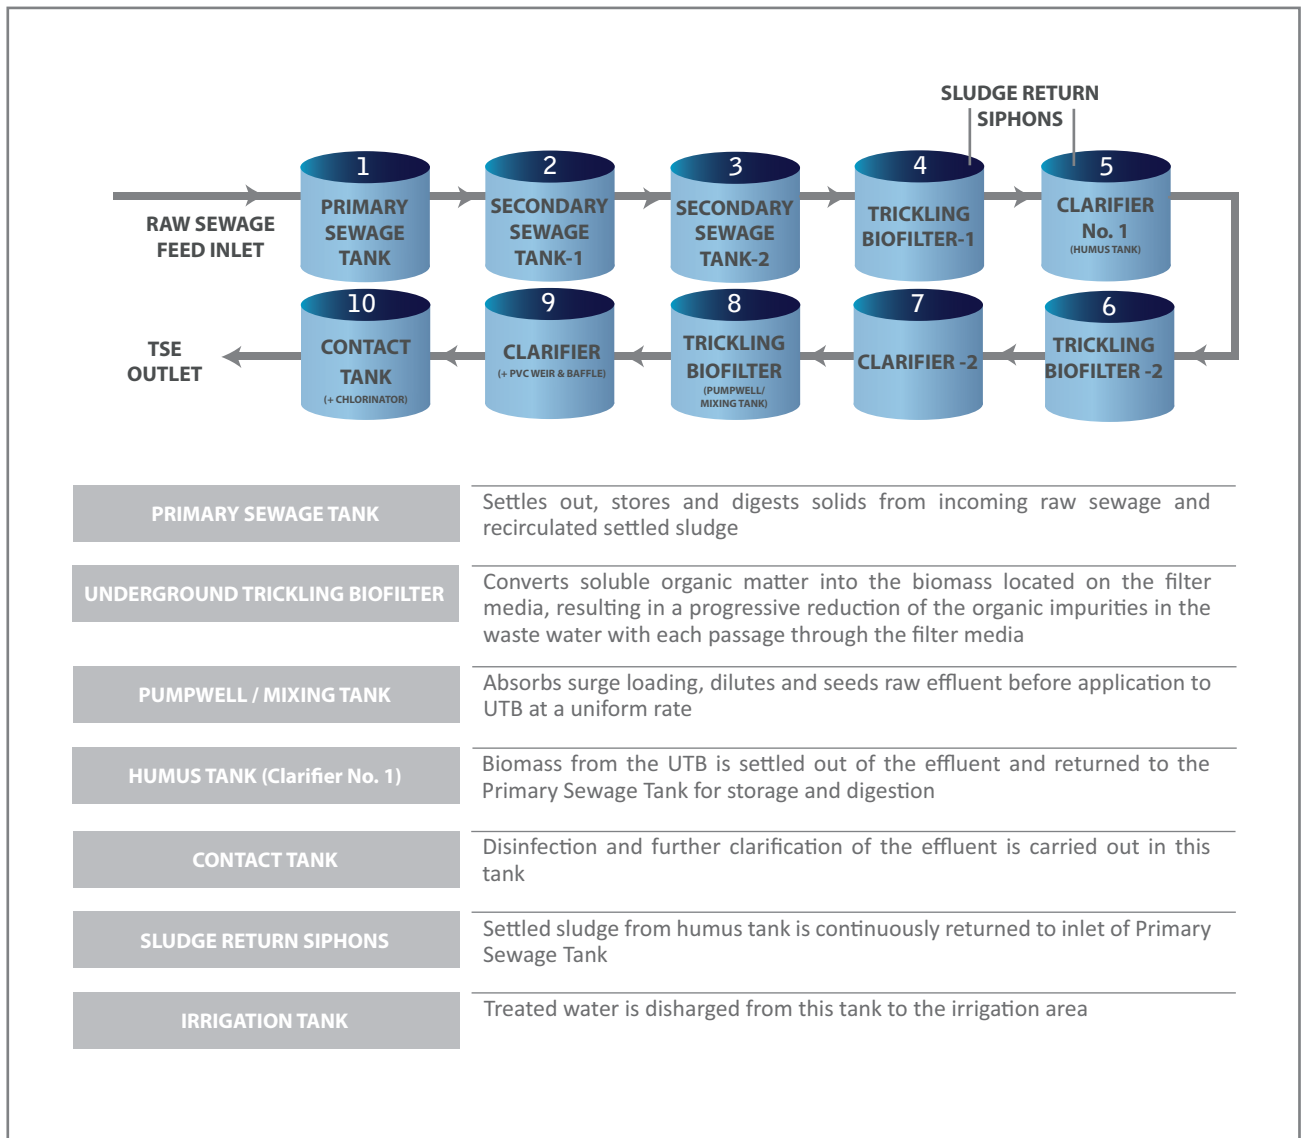 SLUDGE RETURN
SIPHONS
RAW SEWAGE
FEED INLET
1
PRIMARY
SEWAGE
TANK
2
SECONDARY
SEWAGE
TANK-1
3
SECONDARY
SEWAGE
TANK-2
4
TRICKLING
BIOFILTER-1
5
CLARIFIER
No. 1
(HUMUS TANK)
6
TRICKLING
BIOFILTER -2
7
CLARIFIER -2
8
TRICKLING
BIOFILTER
(PUMPWELL/
MIXING TANK)
9
CLARIFIER
(+ PVC WEIR & BAFFLE)
10
CONTACT
TANK
(+ CHLORINATOR)
TSE
OUTLET
PRIMARY SEWAGE TANK
Settles out, stores and digests solids from incoming raw sewage and
recirculated settled sludge
UNDERGROUND TRICKLING BIOFILTER
Converts soluble organic matter into the biomass located on the filter
media, resulting in a progressive reduction of the organic impurities in the
waste water with each passage through the filter media
PUMPWELL / MIXING TANK
Absorbs surge loading, dilutes and seeds raw effluent before application to
UTB at a uniform rate
HUMUS TANK (Clarifier No. 1)
Biomass from the UTB is settled out of the effluent and returned to the
Primary Sewage Tank for storage and digestion
CONTACT TANK
Disinfection and further clarification of the effluent is carried out in this
tank
SLUDGE RETURN SIPHONS
Settled sludge from humus tank is continuously returned to inlet of Primary
Sewage Tank
IRRIGATION TANK
Treated water is disharged from this tank to the irrigation area